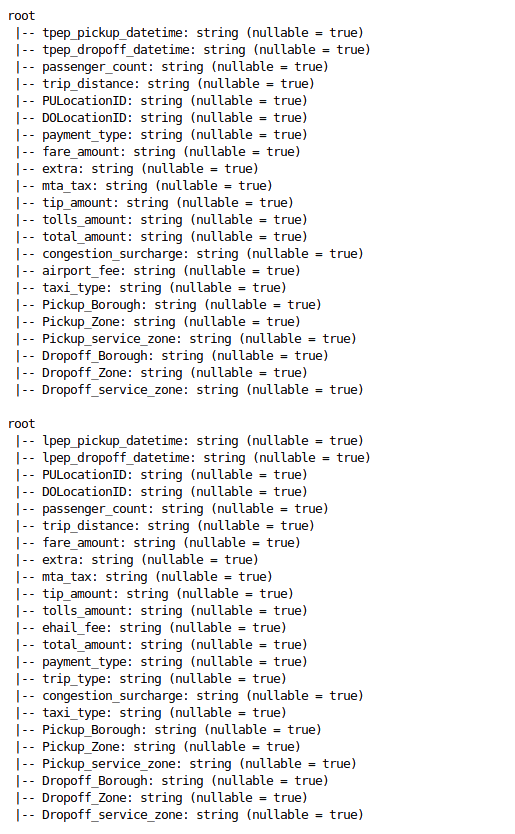 root
 |-- tpep_pickup_datetime: string (nullable = true)
 |-- tpep_dropoff_datetime: string (nullable = true)
 |-- passenger_count: string (nullable = true)
 |-- trip_distance: string (nullable = true)
 |-- PULocationID: string (nullable = true)
 |-- DOLocationID: string (nullable = true)
 |-- payment_type: string (nullable = true)
 |-- fare_amount: string (nullable = true)
 |-- extra: string (nullable = true)
 |-- mta_tax: string (nullable = true)
 |-- tip_amount: string (nullable = true)
 |-- tolls_amount: string (nullable = true)
 |-- total_amount: string (nullable = true)
 |-- congestion_surcharge: string (nullable = true)
 |-- airport_fee: string (nullable = true)
 |-- taxi_type: string (nullable = true)
 |-- Pickup_Borough: string (nullable = true)
 |-- Pickup_Zone: string (nullable = true)
 |-- Pickup_service_zone: string (nullable = true)
 |-- Dropoff_Borough: string (nullable = true)
 |-- Dropoff_Zone: string (nullable = true)
 |-- Dropoff_service_zone: string (nullable = true)

root
 |-- lpep_pickup_datetime: string (nullable = true)
 |-- lpep_dropoff_datetime: string (nullable = true)
 |-- PULocationID: string (nullable = true)
 |-- DOLocationID: string (nullable = true)
 |-- passenger_count: string (nullable = true)
 |-- trip_distance: string (nullable = true)
 |-- fare_amount: string (nullable = true)
 |-- extra: string (nullable = true)
 |-- mta_tax: string (nullable = true)
 |-- tip_amount: string (nullable = true)
 |-- tolls_amount: string (nullable = true)
 |-- ehail_fee: string (nullable = true)
 |-- total_amount: string (nullable = true)
 |-- payment_type: string (nullable = true)
 |-- trip_type: string (nullable = true)
 |-- congestion_surcharge: string (nullable = true)
 |-- taxi_type: string (nullable = true)
 |-- Pickup_Borough: string (nullable = true)
 |-- Pickup_Zone: string (nullable = true)
 |-- Pickup_service_zone: string (nullable = true)
 |-- Dropoff_Borough: string (nullable = true)
 |-- Dropoff_Zone: string (nullable = true)
 |-- Dropoff_service_zone: string (nullable = true)